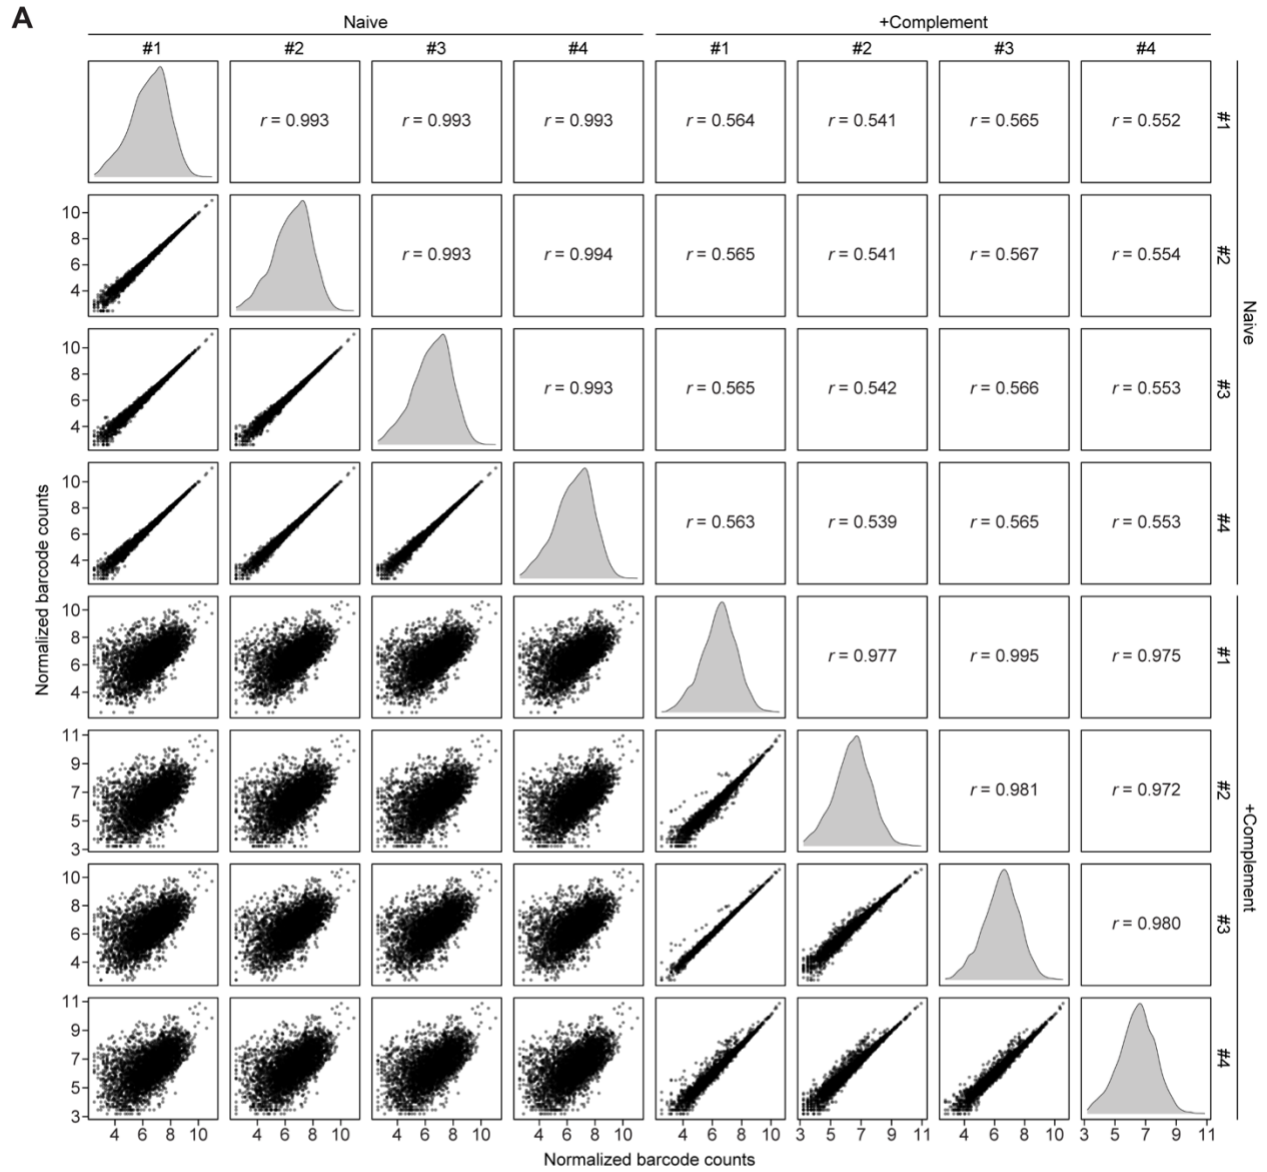 A
Naive +Complement
#1 #2 #3 #4 #1 #2 #3 #4
r = 0.993 r = 0.993 r = 0.993 r = 0.564 r = 0.541 r = 0.565 r = 0.552 #1
10
8
6
4
r = 0.993 r = 0.994 r = 0.565 r = 0.541 r = 0.567 r = 0.554 #2
Naive
10
8
6
4
r = 0.993 r = 0.565 r = 0.542 r = 0.566 r = 0.553 #3
10
8
6
4
r = 0.563 r = 0.539 r = 0.565 r = 0.553 #4
Normalized barcode counts
10
8
6
4
r = 0.977 r = 0.995 r = 0.975 #1
11
9
7
5
3
r = 0.981 r = 0.972 #2
+Complement
10
8
6
4
r = 0.980 #3
11
9
7
5
3
#4
4 6 8 10 4 6 8 10 4 6 8 10 4 6 8 10 4 6 8 10 3 5 7 9 11 4 6 8 10 3 5 7 9 11
Normalized barcode counts